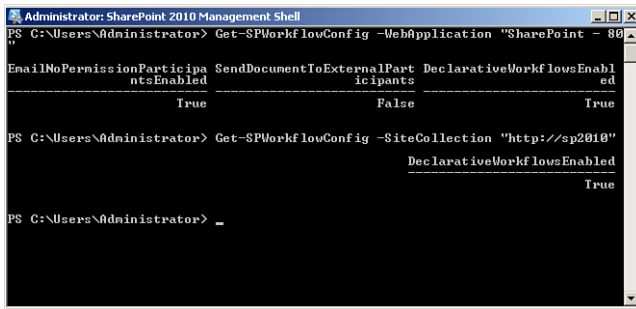 Administrator: SharePoint 2010 Management Shell
PS C:\Users\Administrator> Get-SPWorkflowConfig -WebApplication "SharePoint - 80
"
EmailNoPermissionParticipa SendDocumentToExternalPart DeclarativeWorkflowsEnabl
ntsEnabled icipants ed
-------------------------- -------------------------- -------------------------
True False True
PS C:\Users\Administrator> Get-SPWorkflowConfig -SiteCollection "http://sp2010"
DeclarativeWorkflowsEnabled
---------------------------
True
PS C:\Users\Administrator> _